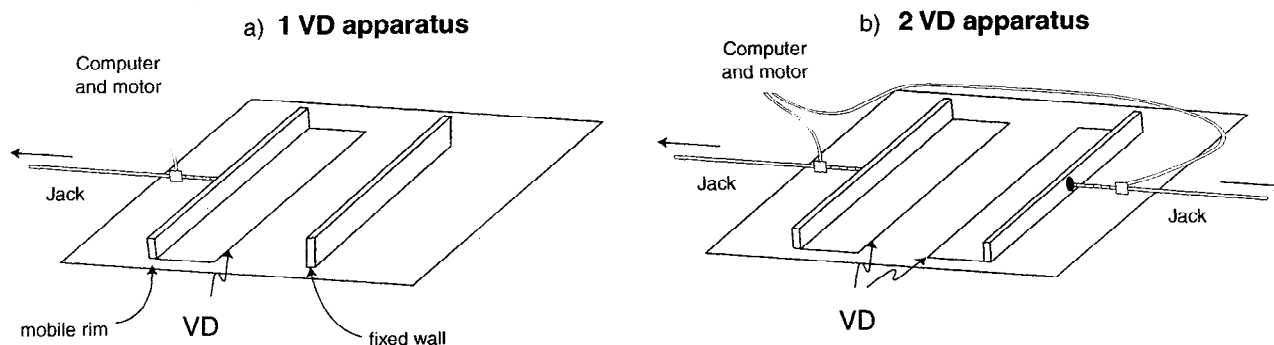 a) 1 VD apparatus
Computer
and motor
Jack
mobile rim
VD
fixed wall
b) 2 VD apparatus
Computer
and motor
Jack
Jack
VD